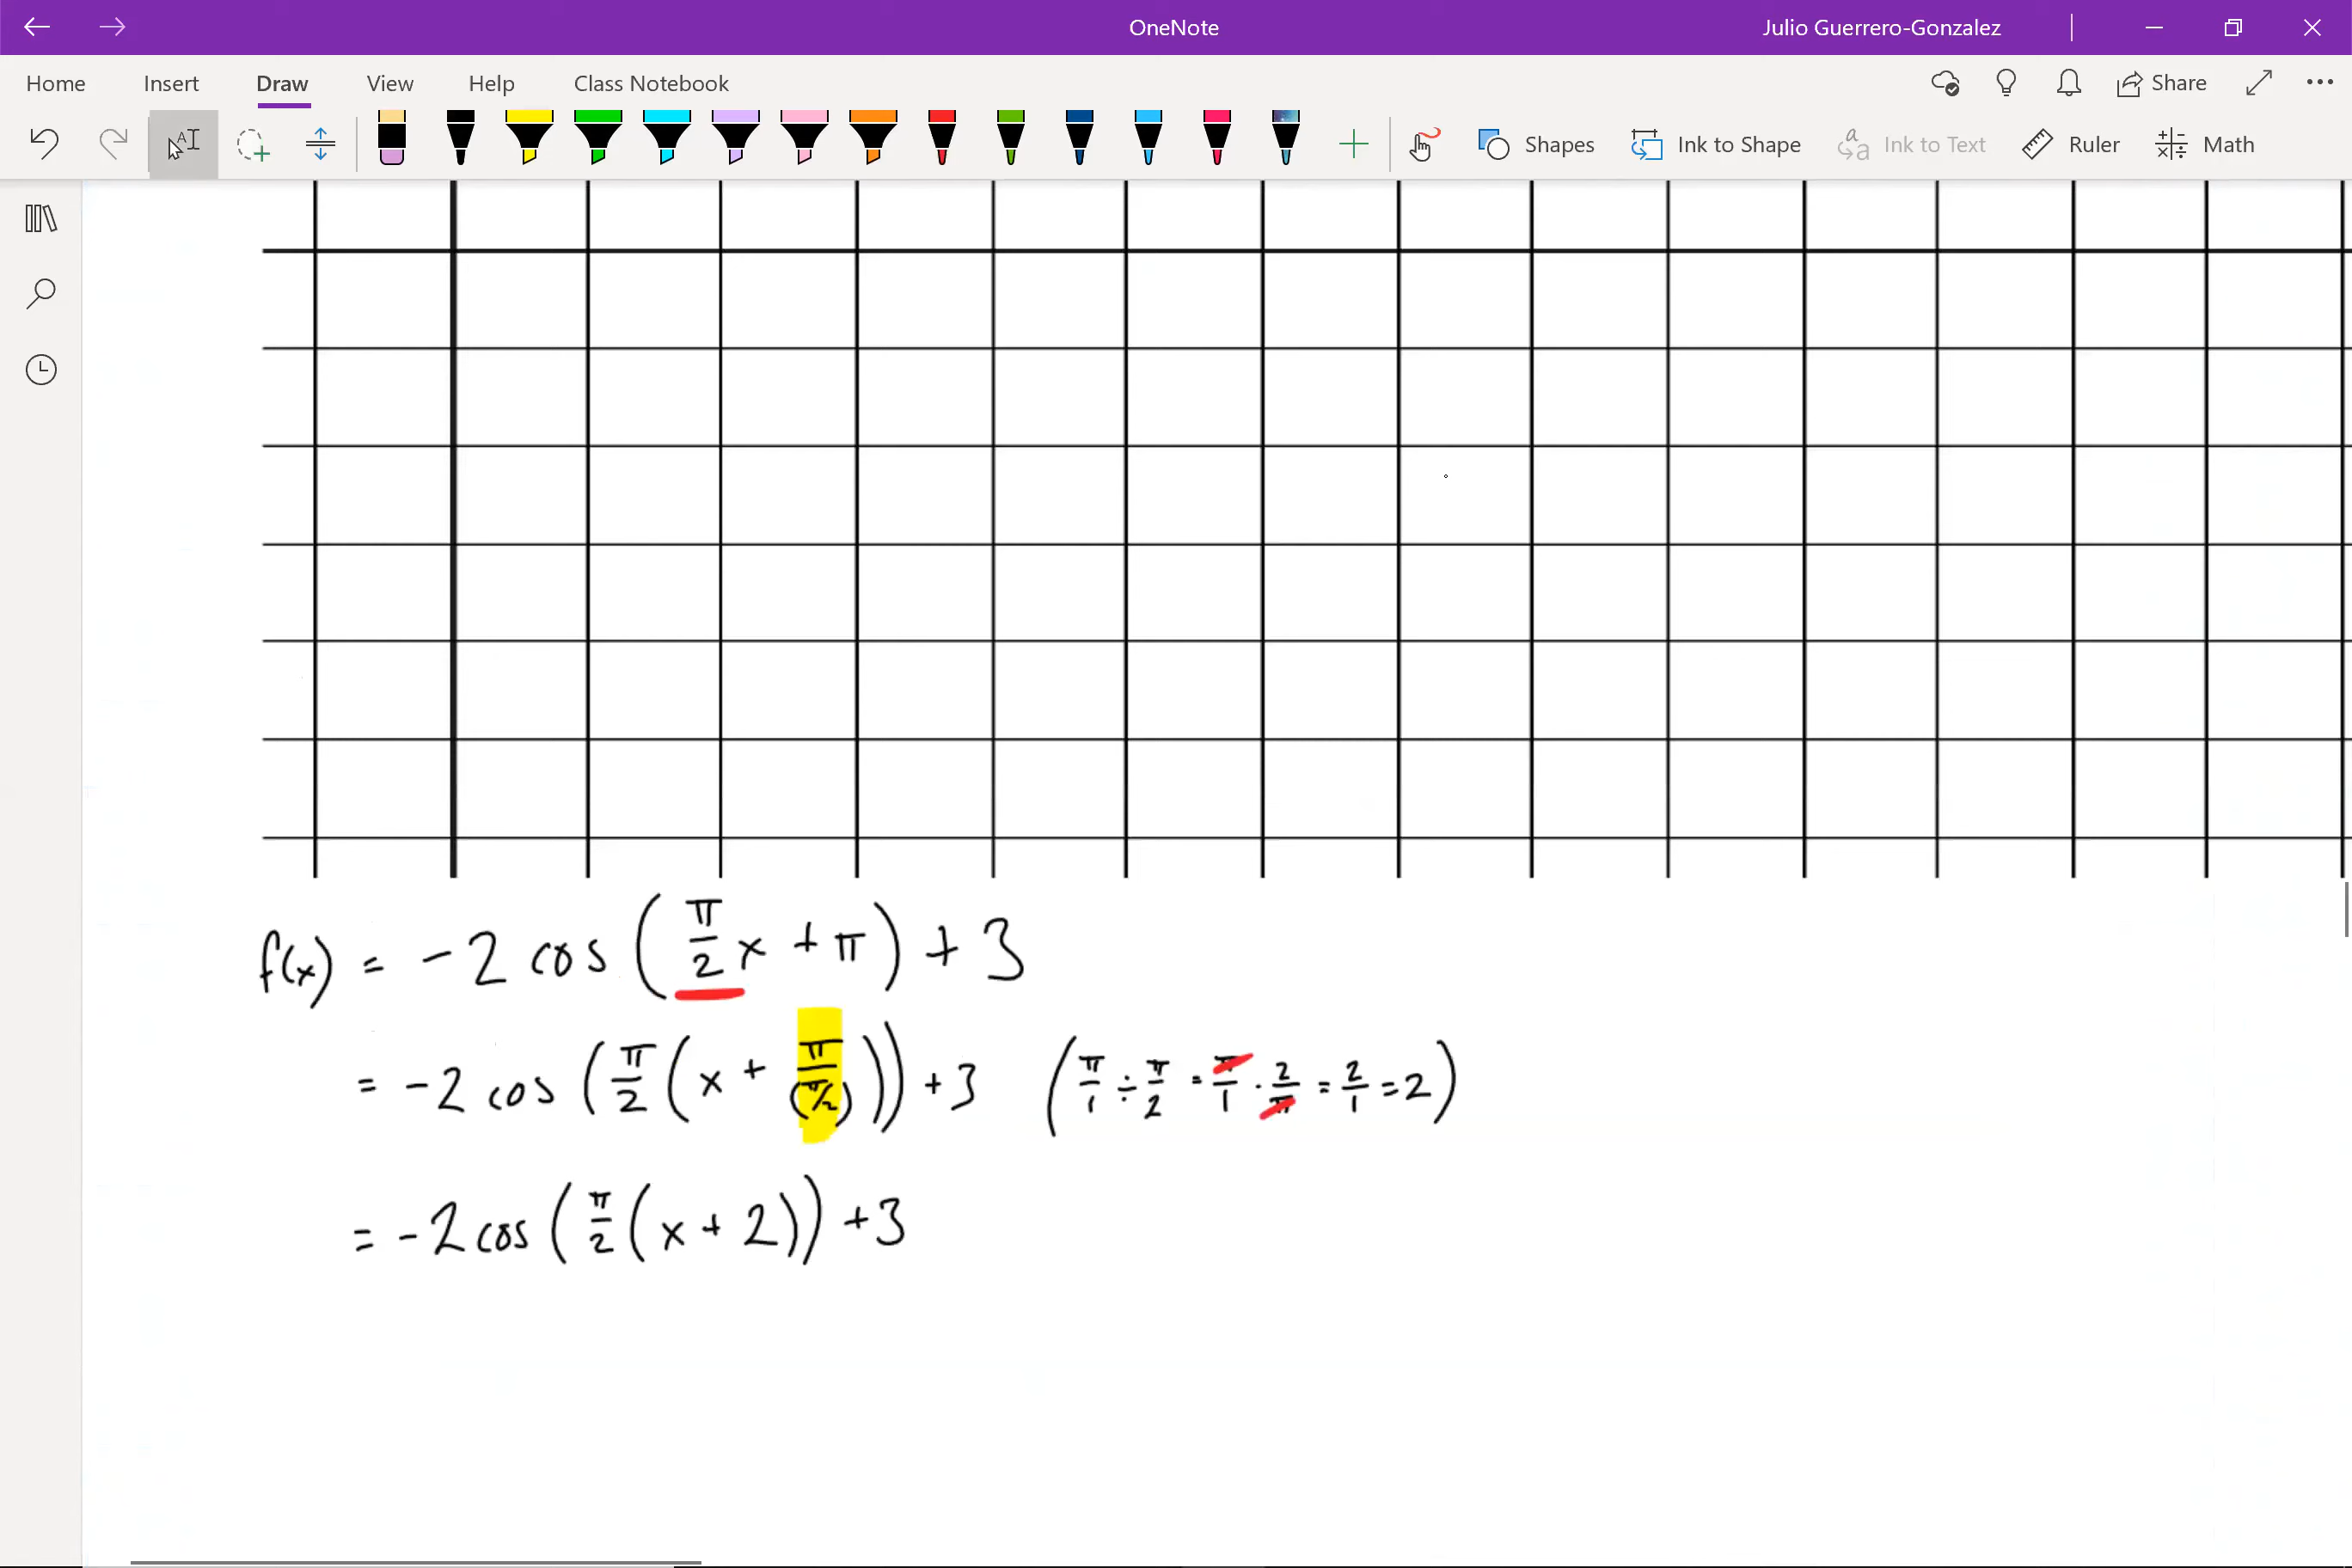 OneNote
Julio Guerrero-Gonzalez
Home Insert Draw View Help Class Notebook Share
Shapes Ink to Shape Ink to Text Ruler Math
f(x) = -2 cos (π/2 x + π) + 3
= -2 cos (π/2 (x + π/(π/2))) + 3 (π/1 ÷ π/2 = π/1 · 2/π = 2/1 = 2)
= -2 cos (π/2 (x + 2)) + 3